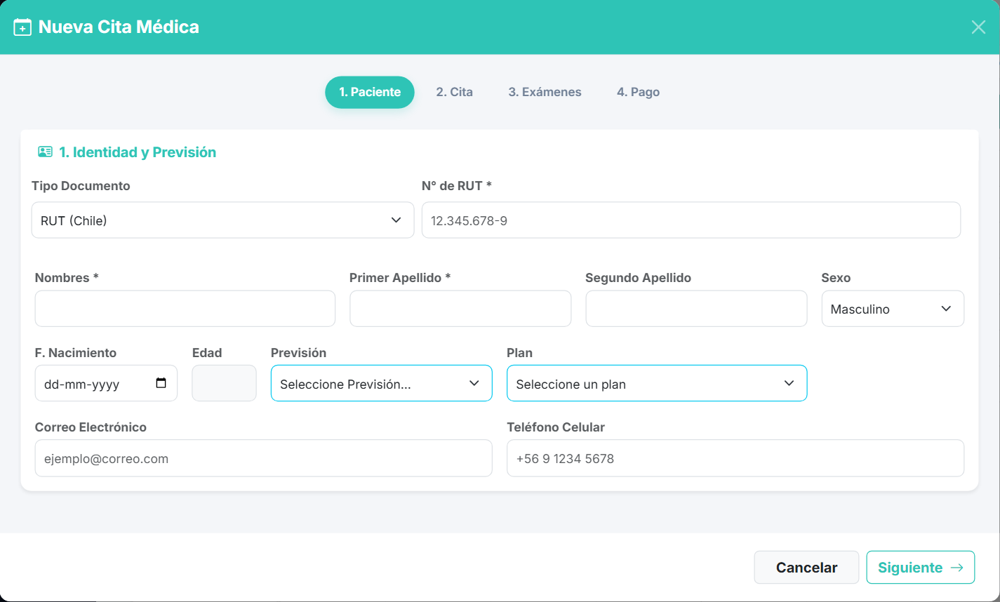 Nueva Cita Médica
1. Paciente 2. Cita 3. Exámenes 4. Pago
1. Identidad y Previsión
Tipo Documento N° de RUT *
RUT (Chile) 12.345.678-9
Nombres * Primer Apellido * Segundo Apellido Sexo
Masculino
F. Nacimiento Edad Previsión Plan
dd-mm-yyyy Seleccione Previsión... Seleccione un plan
Correo Electrónico Teléfono Celular
ejemplo@correo.com +56 9 1234 5678
Cancelar Siguiente →